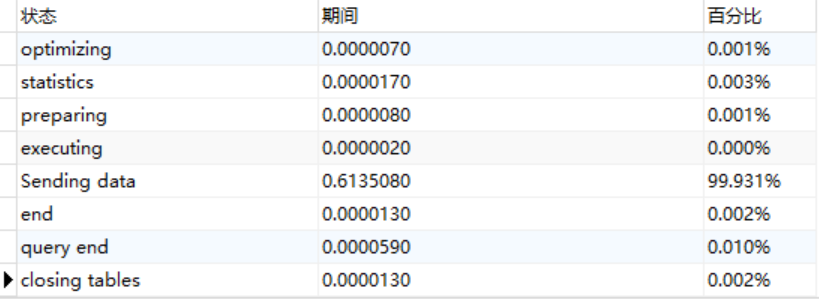 状态 期间 百分比
optimizing 0.0000070 0.001%
statistics 0.0000170 0.003%
preparing 0.0000080 0.001%
executing 0.0000020 0.000%
Sending data 0.6135080 99.931%
end 0.0000130 0.002%
query end 0.0000590 0.010%
closing tables 0.0000130 0.002%